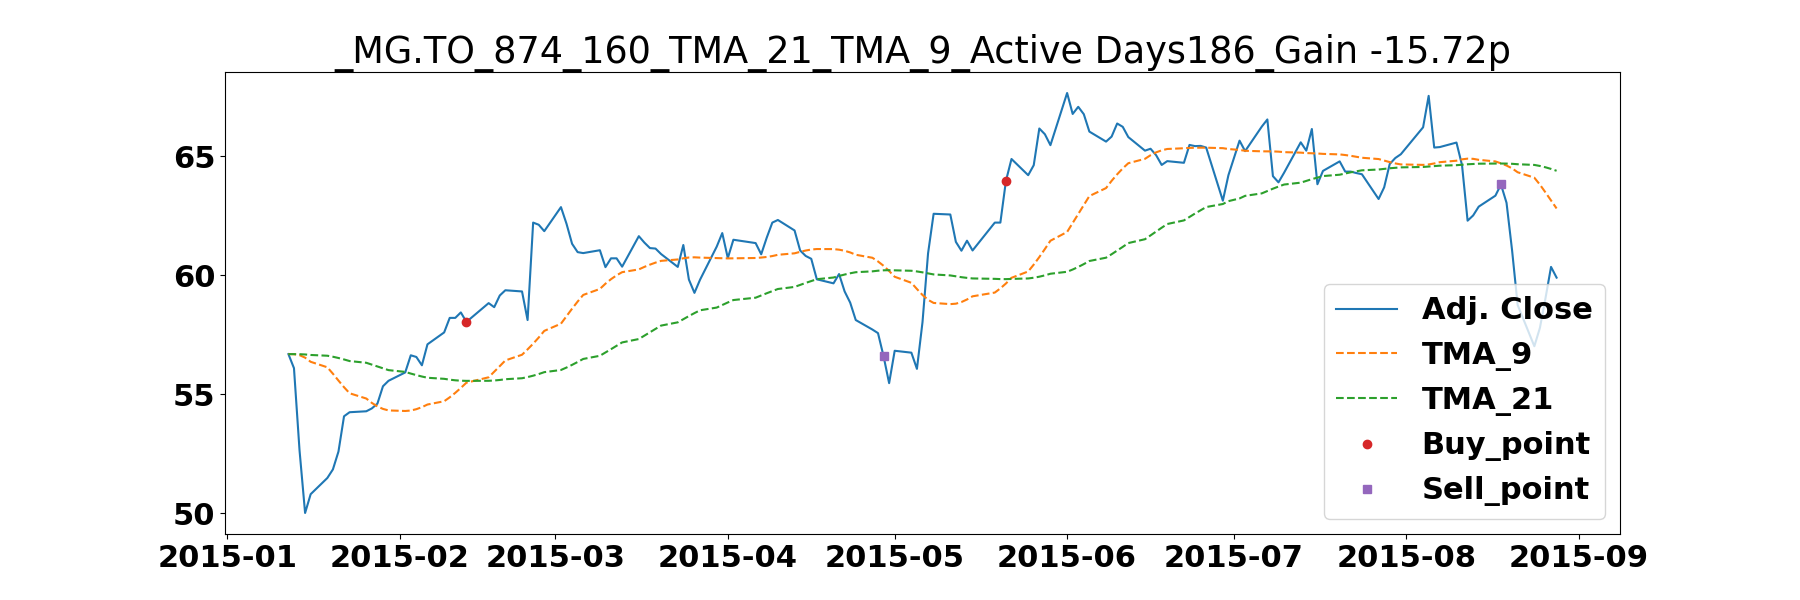 _MG.TO_874_160_TMA_21_TMA_9_Active Days186_Gain -15.72p
65
60
55
50
2015-01 2015-02 2015-03 2015-04 2015-05 2015-06 2015-07 2015-08 2015-09
Adj. Close
TMA_9
TMA_21
Buy_point
Sell_point